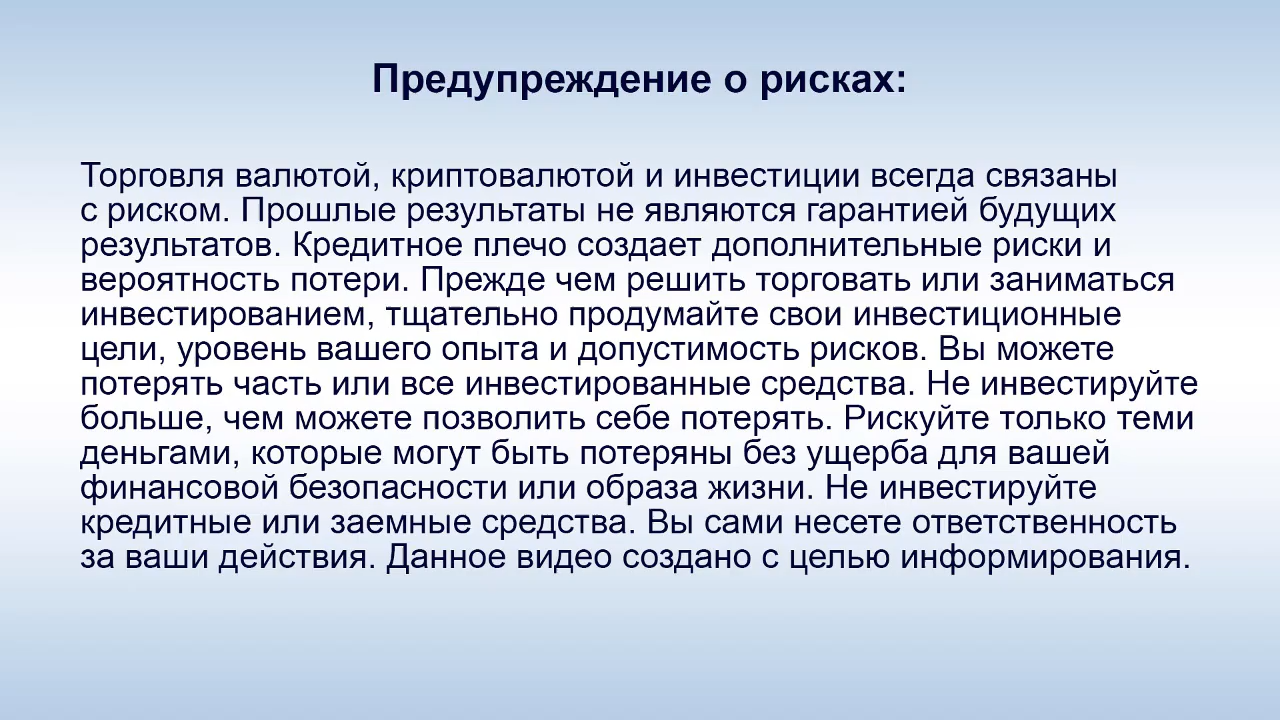 Предупреждение о рисках:
Торговля валютой, криптовалютой и инвестиции всегда связаны
с риском. Прошлые результаты не являются гарантией будущих
результатов. Кредитное плечо создает дополнительные риски и
вероятность потери. Прежде чем решить торговать или заниматься
инвестированием, тщательно продумайте свои инвестиционные
цели, уровень вашего опыта и допустимость рисков. Вы можете
потерять часть или все инвестированные средства. Не инвестируйте
больше, чем можете позволить себе потерять. Рискуйте только теми
деньгами, которые могут быть потеряны без ущерба для вашей
финансовой безопасности или образа жизни. Не инвестируйте
кредитные или заемные средства. Вы сами несете ответственность
за ваши действия. Данное видео создано с целью информирования.